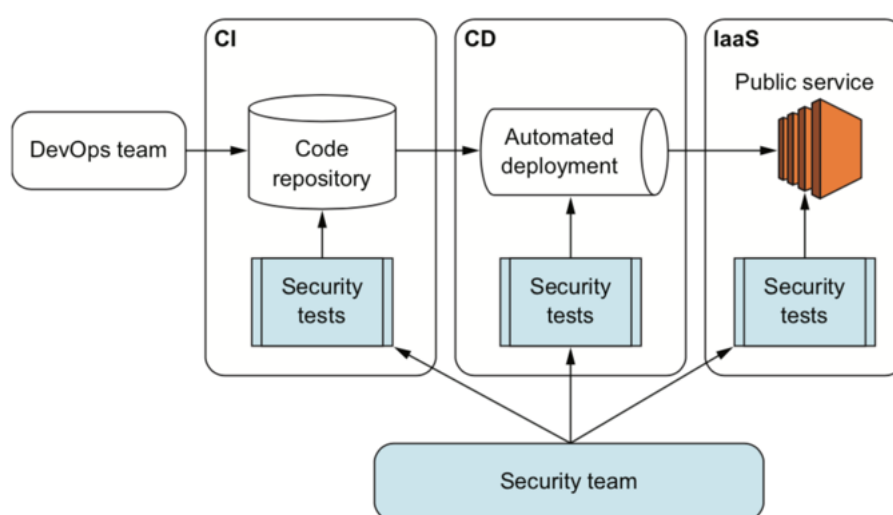 CI
CD
IaaS
Public service
DevOps team
Code
repository
Automated
deployment
Security
tests
Security
tests
Security
tests
Security team